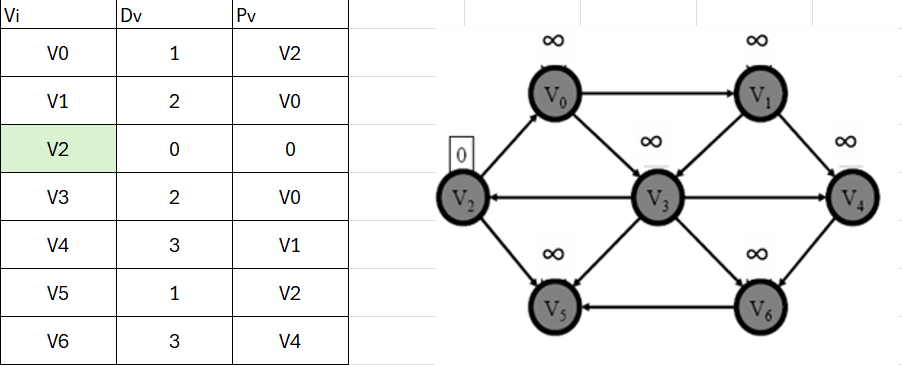 Vi Dv Pv
V0 1 V2
V1 2 V0
V2 0 0
V3 2 V0
V4 3 V1
V5 1 V2
V6 3 V4
∞ ∞
V0 V1
∞ ∞
0
V2 V3 V4
∞ ∞
V5 V6